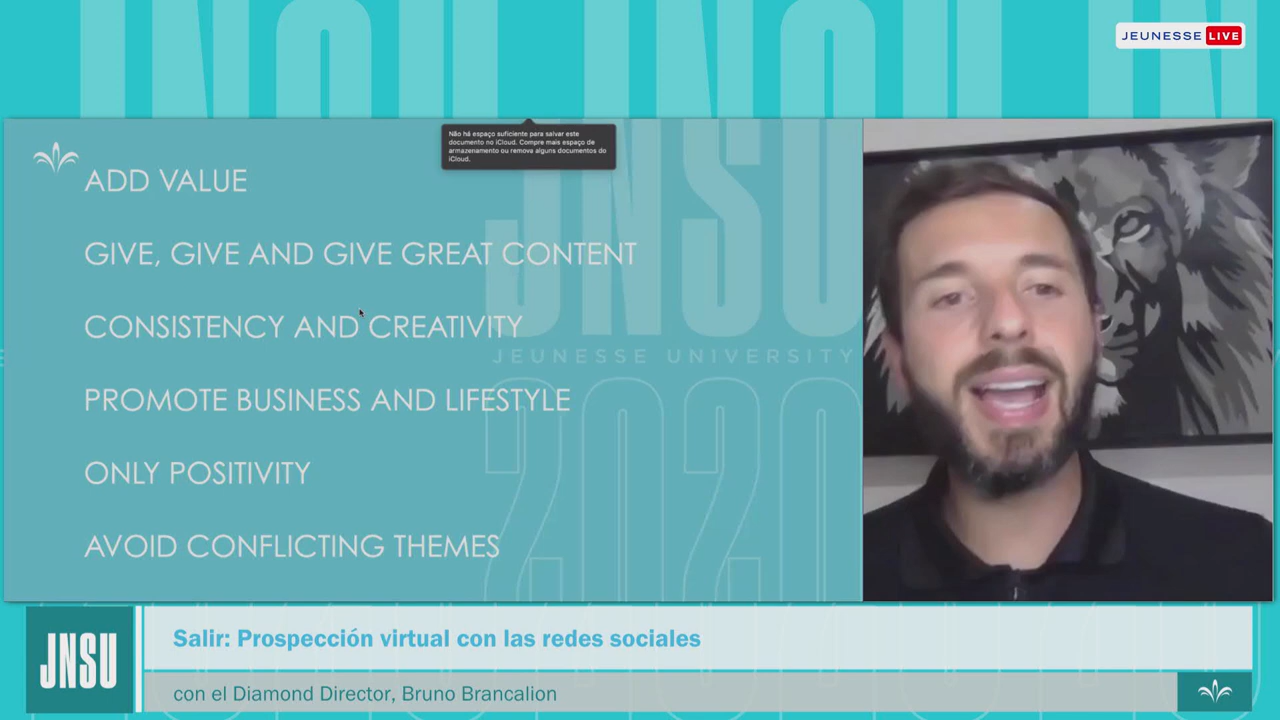 JEUNESSE LIVE
Não há espaço suficiente para salvar este
documento no iCloud. Compre mais espaço de
armazenamento ou remova alguns documentos do
iCloud.
ADD VALUE
GIVE, GIVE AND GIVE GREAT CONTENT
CONSISTENCY AND CREATIVITY
PROMOTE BUSINESS AND LIFESTYLE
ONLY POSITIVITY
AVOID CONFLICTING THEMES
JNSU
JEUNESSE UNIVERSITY
2020
JNSU
Salir: Prospección virtual con las redes sociales
con el Diamond Director, Bruno Brancalion